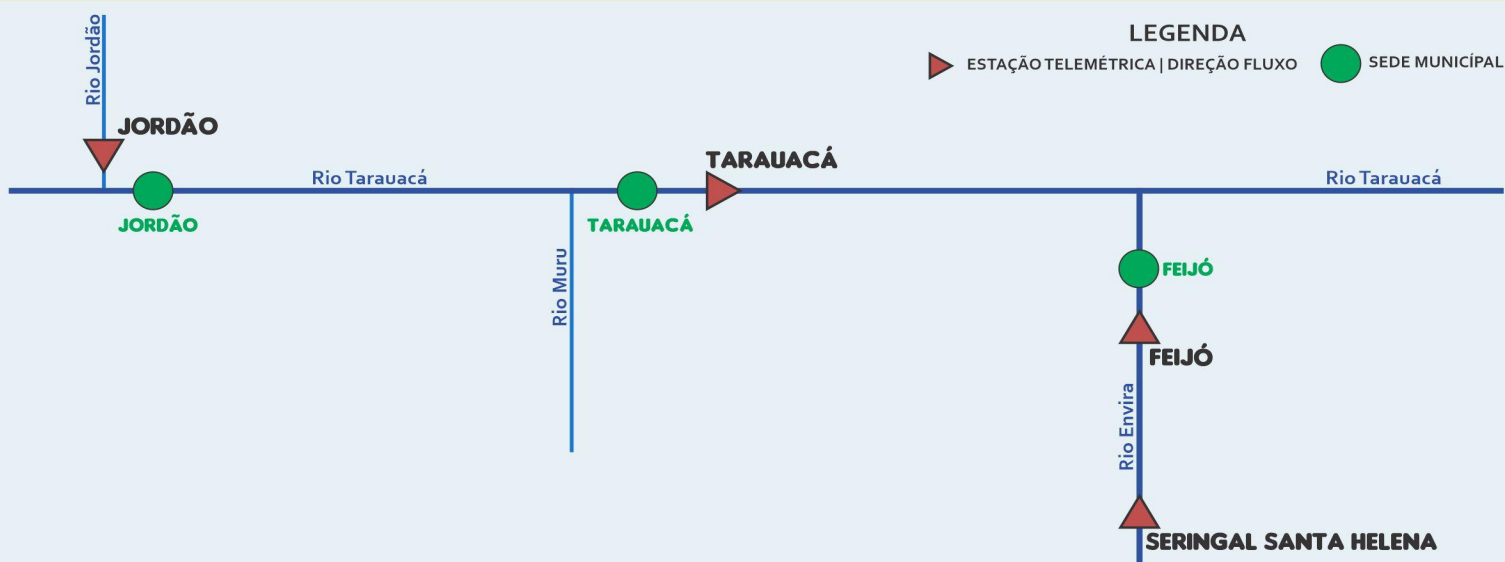 LEGENDA
ESTAÇÃO TELEMÉTRICA | DIREÇÃO FLUXO
SEDE MUNICÍPAL
Rio Jordão
JORDÃO
TARAUACÁ
Rio Tarauacá
Rio Tarauacá
JORDÃO
TARAUACÁ
Rio Muru
FEIJÓ
FEIJÓ
Rio Envira
SERINGAL SANTA HELENA